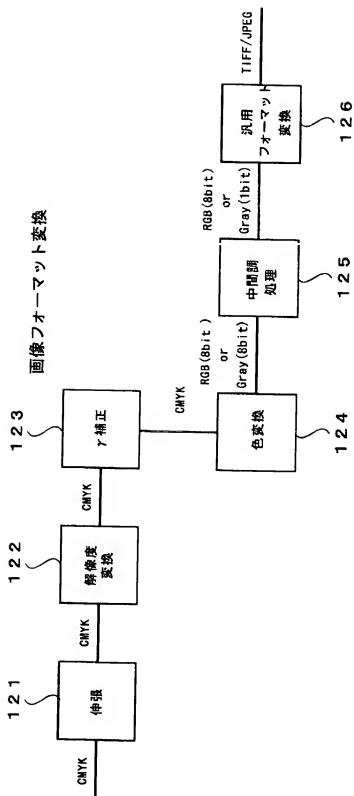 画像フォーマット変換
121
122
123
CMYK
伸張
CMYK
解像度
変換
CMYK
γ補正
CMYK
色変換
124
RGB(8bit)
or
Gray(8bit)
中間調
処理
125
RGB(8bit)
or
Gray(1bit)
汎用
フォーマット
変換
126
TIFF/JPEG